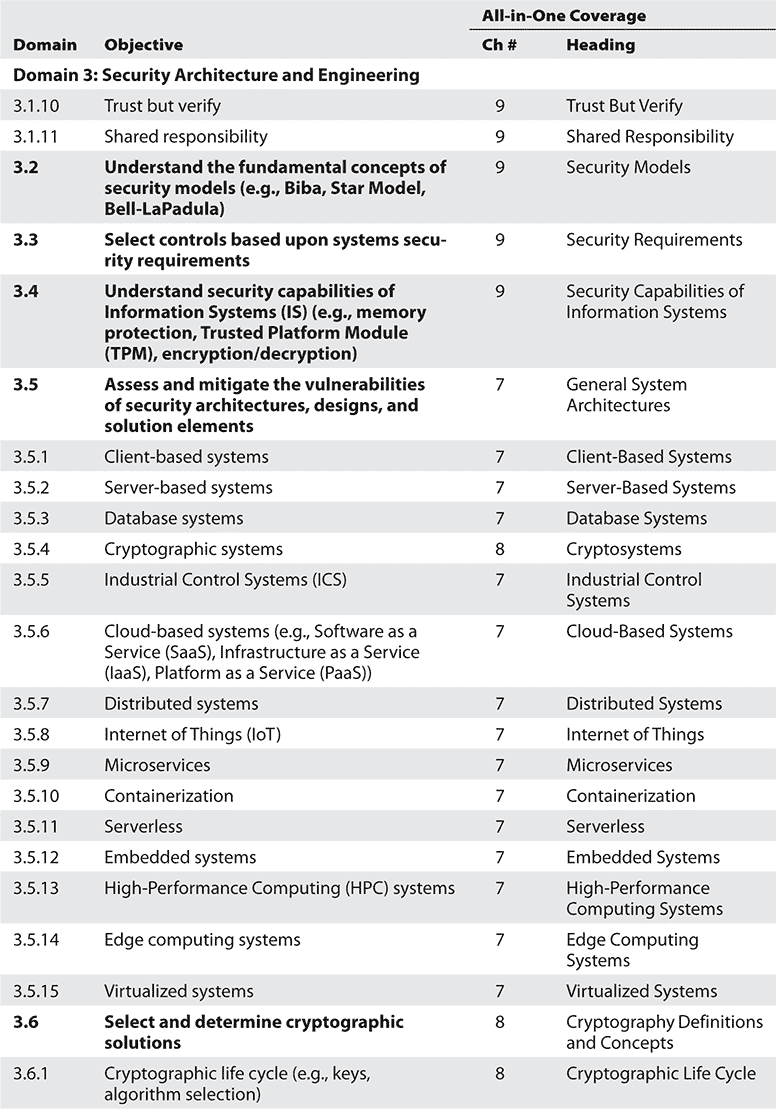 All-in-One Coverage
Domain Objective Ch # Heading
Domain 3: Security Architecture and Engineering
3.1.10 Trust but verify 9 Trust But Verify
3.1.11 Shared responsibility 9 Shared Responsibility
3.2 Understand the fundamental concepts of 9 Security Models
security models (e.g., Biba, Star Model,
Bell-LaPadula)
3.3 Select controls based upon systems secu- 9 Security Requirements
rity requirements
3.4 Understand security capabilities of 9 Security Capabilities of
Information Systems (IS) (e.g., memory Information Systems
protection, Trusted Platform Module
(TPM), encryption/decryption)
3.5 Assess and mitigate the vulnerabilities 7 General System
of security architectures, designs, and Architectures
solution elements
3.5.1 Client-based systems 7 Client-Based Systems
3.5.2 Server-based systems 7 Server-Based Systems
3.5.3 Database systems 7 Database Systems
3.5.4 Cryptographic systems 8 Cryptosystems
3.5.5 Industrial Control Systems (ICS) 7 Industrial Control
Systems
3.5.6 Cloud-based systems (e.g., Software as a 7 Cloud-Based Systems
Service (SaaS), Infrastructure as a Service
(IaaS), Platform as a Service (PaaS))
3.5.7 Distributed systems 7 Distributed Systems
3.5.8 Internet of Things (IoT) 7 Internet of Things
3.5.9 Microservices 7 Microservices
3.5.10 Containerization 7 Containerization
3.5.11 Serverless 7 Serverless
3.5.12 Embedded systems 7 Embedded Systems
3.5.13 High-Performance Computing (HPC) systems 7 High-Performance
Computing Systems
3.5.14 Edge computing systems 7 Edge Computing
Systems
3.5.15 Virtualized systems 7 Virtualized Systems
3.6 Select and determine cryptographic 8 Cryptography Definitions
solutions and Concepts
3.6.1 Cryptographic life cycle (e.g., keys, 8 Cryptographic Life Cycle
algorithm selection)